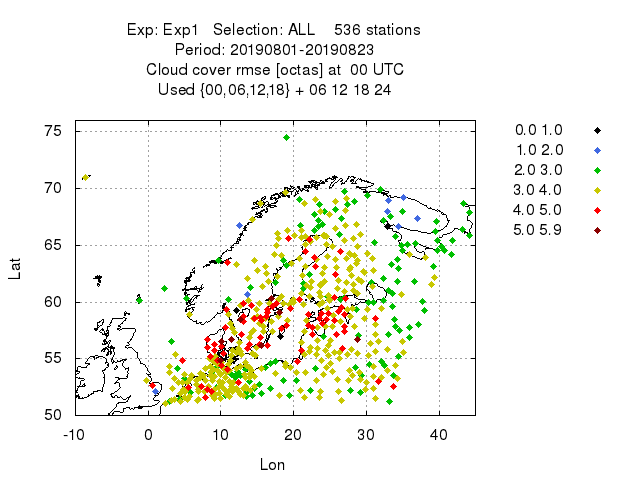 Exp: Exp1 Selection: ALL 536 stations
Period: 20190801-20190823
Cloud cover rmse [octas] at 00 UTC
Used {00,06,12,18} + 06 12 18 24
75
70
65
60
55
50
Lat
-10 0 10 20 30 40
Lon
0.0 1.0
1.0 2.0
2.0 3.0
3.0 4.0
4.0 5.0
5.0 5.9